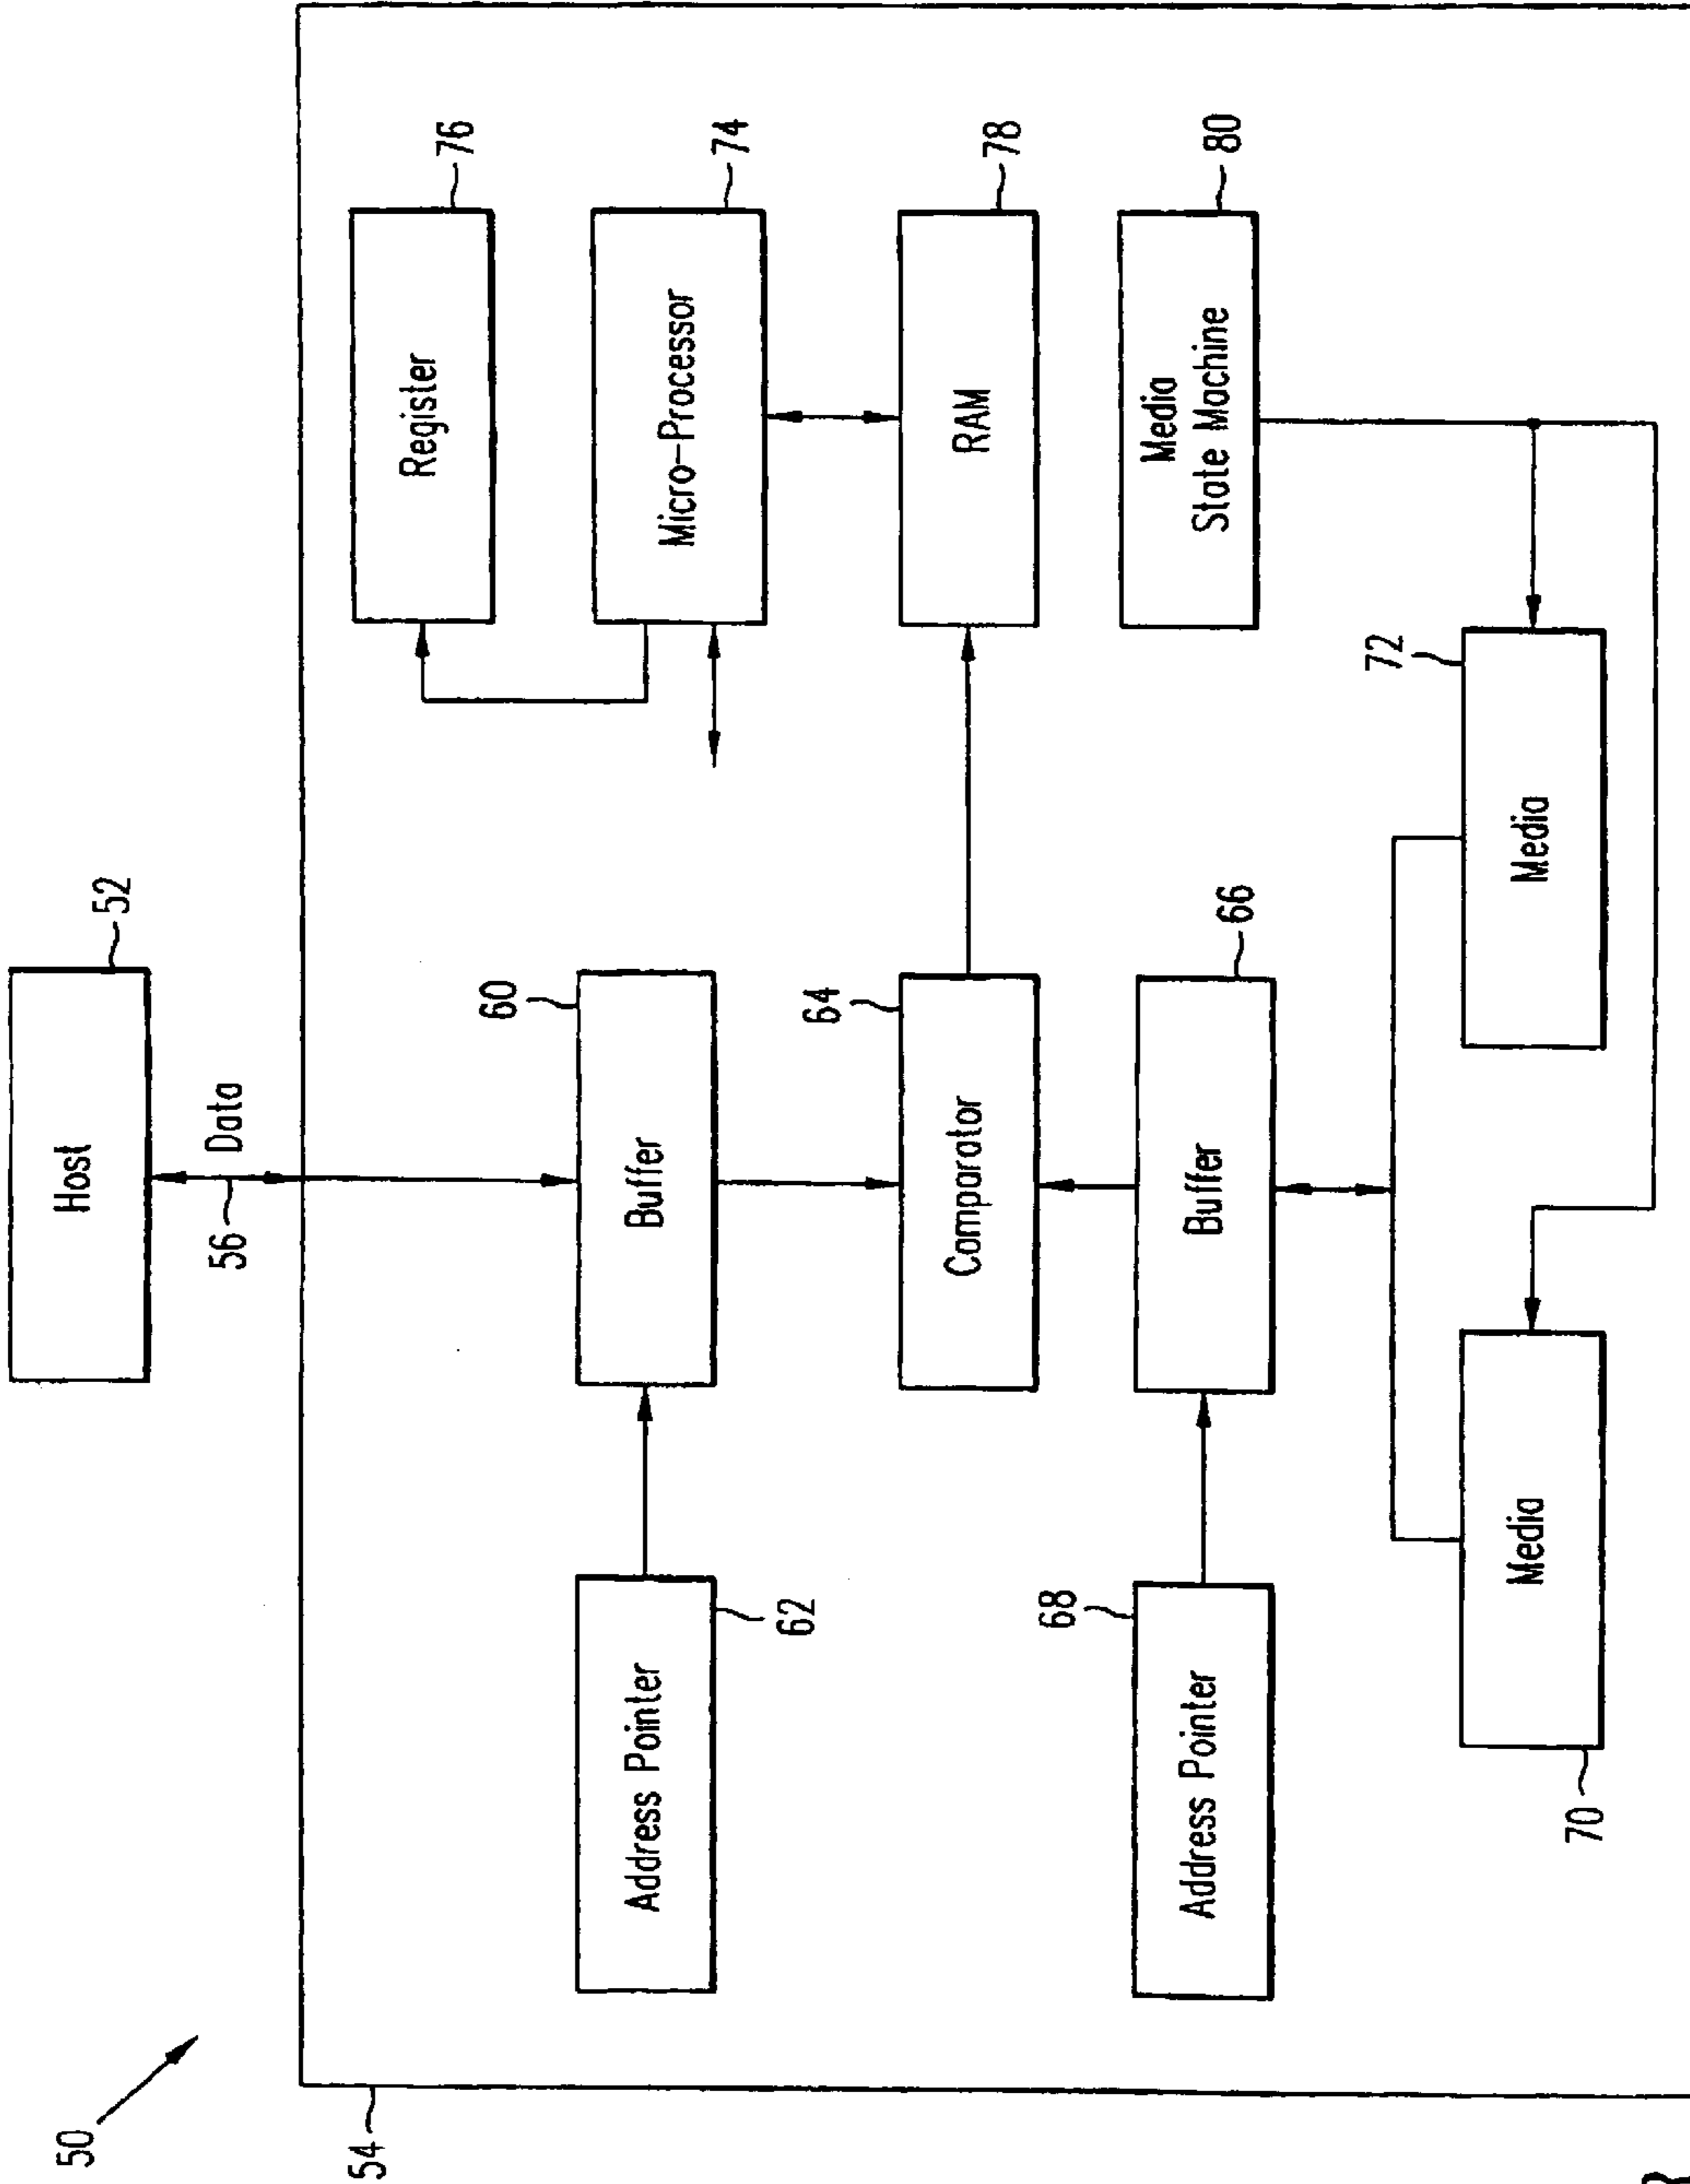 50
Host
52
56
Data
54
Register
76
Address Pointer
62
Buffer
60
Micro-Processor
74
Comparator
64
RAM
78
Address Pointer
68
Buffer
66
Media
State Machine
80
Media
70
Media
72